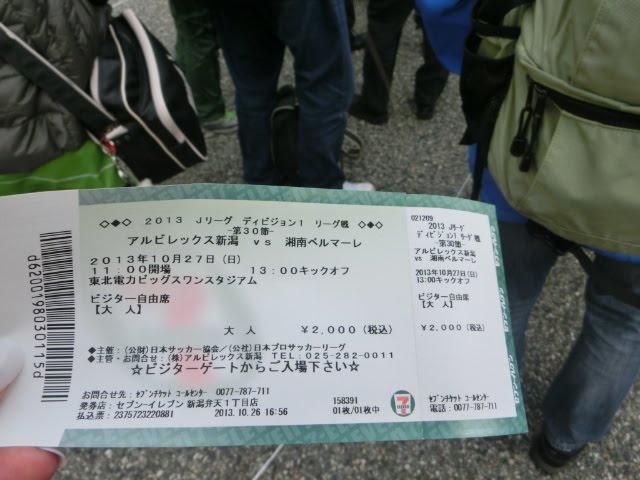 ◇◆◇ 2013 Jリーグ ディビジョン1 リーグ戦 ◇◆◇
-第30節-
アルビレックス新潟 vs 湘南ベルマーレ
2013年10月27日(日)
11:00開場 13:00キックオフ
東北電力ビッグスワンスタジアム
ビジター自由席
【大 人】
大 人 ¥2,000(税込)
◆主催:(公財)日本サッカー協会/(公社)日本プロサッカーリーグ
◆主管・お問合せ:(株)アルビレックス新潟 TEL:025-282-0011
☆ビジターゲートからご入場下さい☆
お問合せ先:セブンチケット コールセンター 0077-787-711
発券店:セブン-イレブン 新潟弁天1丁目店
払込票:2375723220881 2013.10.26 16:56
158391
01枚/01枚中
d6200198030115d
021209
2013 Jリーグ
ディビジョン1 リーグ戦
-第30節-
アルビレックス新潟
vs 湘南ベルマーレ
2013年10月27日(日)
13:00キックオフ
ビジター自由席
【大 人】
¥2,000(税込)
セブンチケット コールセンター
電話:0077-787-711